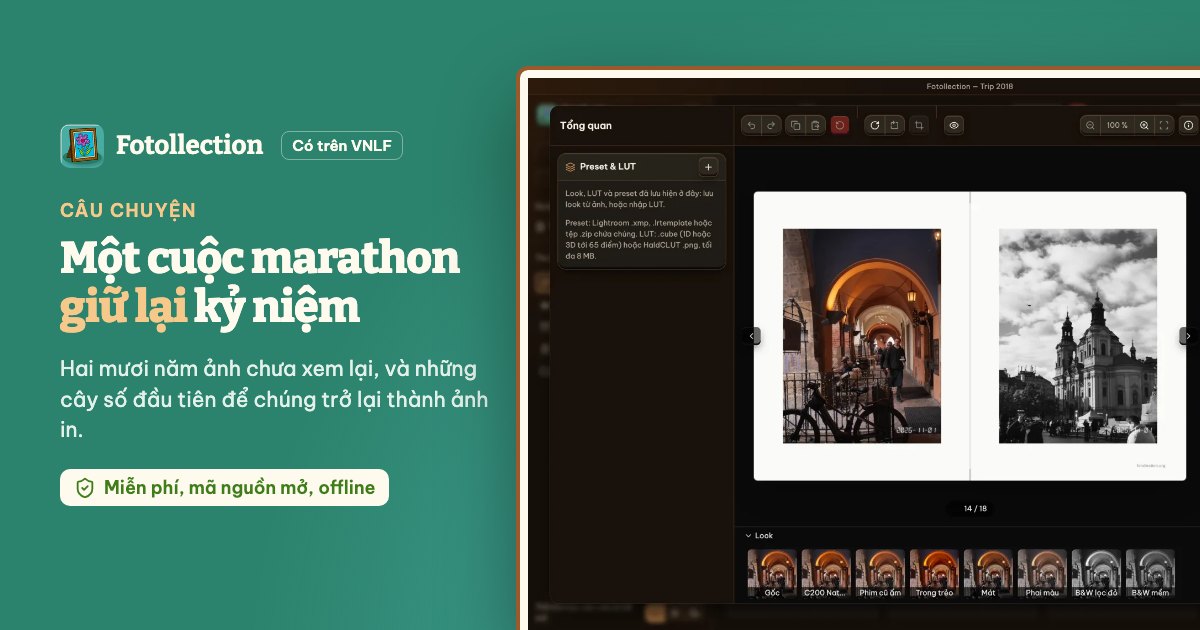 Fotollection
Có trên VNLF
CÂU CHUYỆN
Một cuộc marathon
giữ lại kỷ niệm
Hai mươi năm ảnh chưa xem lại, và những
cây số đầu tiên để chúng trở lại thành ảnh
in.
Miễn phí, mã nguồn mở, offline
Fotollection — Trip 2018
Tổng quan
100 %
Preset & LUT
Look, LUT và preset đã lưu hiện ở đây: lưu
look từ ảnh, hoặc nhập LUT.
Preset: Lightroom .xmp, .lrtemplate hoặc
tệp .zip chứa chúng. LUT: .cube (1D hoặc
3D tới 65 điểm) hoặc HaldCLUT .png, tối
đa 8 MB.
2025-11-01
14 / 18
Look
Gốc
C200 Nat...
Phim cũ ấm
Trong trẻo
Mát
Phai màu
B&W lọc đỏ
B&W mềm